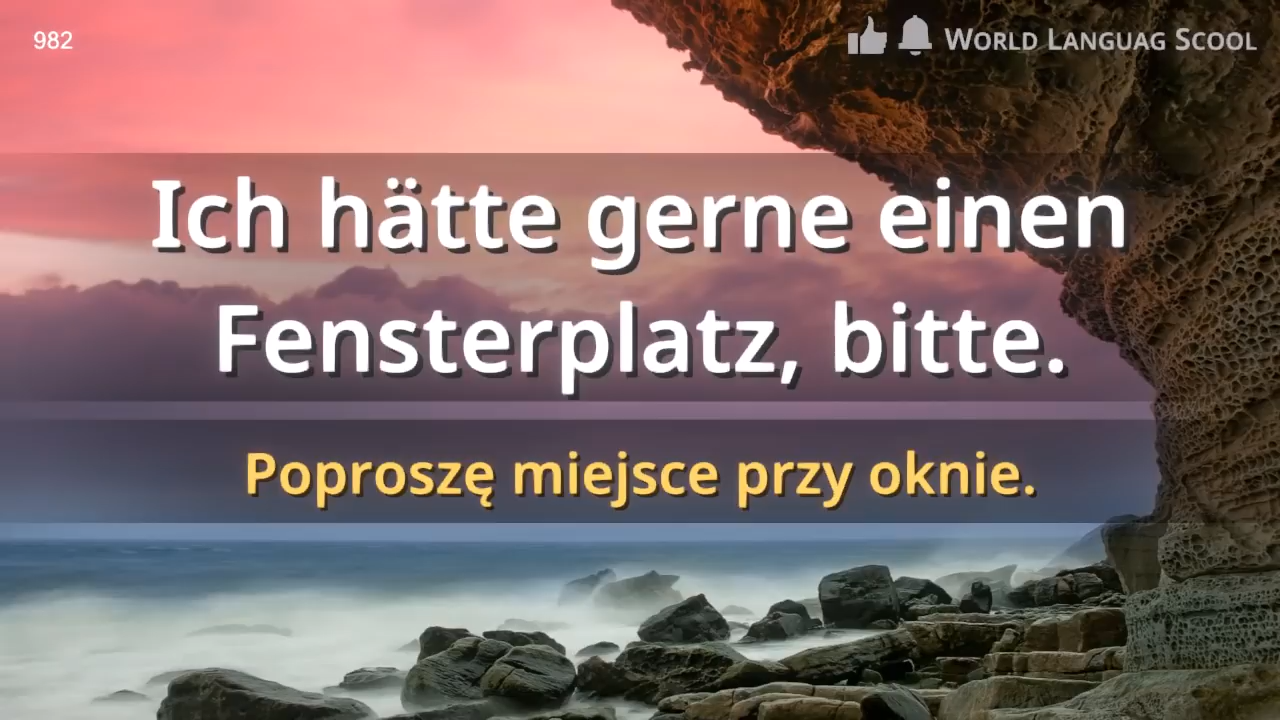 982
World Languag Scool
Ich hätte gerne einen
Fensterplatz, bitte.
Poproszę miejsce przy oknie.